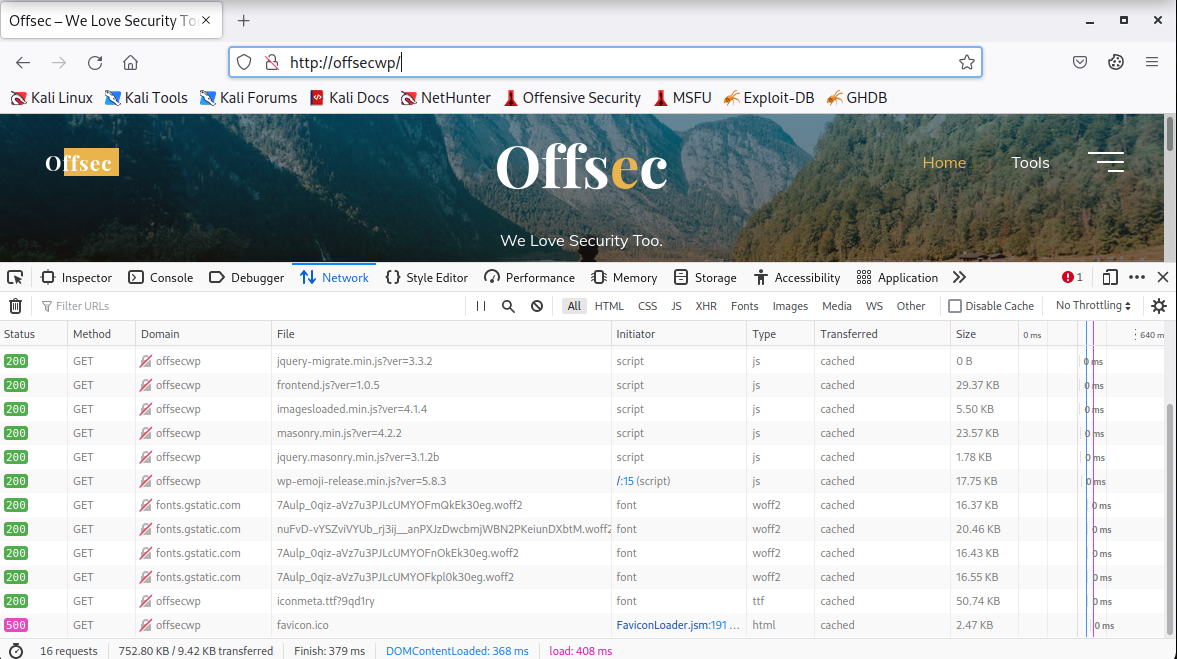 Offsec – We Love Security To
http://offsecwp/
Kali Linux Kali Tools Kali Forums Kali Docs NetHunter Offensive Security MSFU Exploit-DB GHDB
Offsec Offsec Home Tools
We Love Security Too.
Inspector Console Debugger Network Style Editor Performance Memory Storage Accessibility Application 1
Filter URLs All HTML CSS JS XHR Fonts Images Media WS Other Disable Cache No Throttling
Status Method Domain File Initiator Type Transferred Size 0 ms 640 m
200 GET offsecwp jquery-migrate.min.js?ver=3.3.2 script js cached 0 B 0 ms
200 GET offsecwp frontend.js?ver=1.0.5 script js cached 29.37 KB 0 ms
200 GET offsecwp imagesloaded.min.js?ver=4.1.4 script js cached 5.50 KB 0 ms
200 GET offsecwp masonry.min.js?ver=4.2.2 script js cached 23.57 KB 0 ms
200 GET offsecwp jquery.masonry.min.js?ver=3.1.2b script js cached 1.78 KB 0 ms
200 GET offsecwp wp-emoji-release.min.js?ver=5.8.3 /:15 (script) js cached 17.75 KB 0 ms
200 GET fonts.gstatic.com 7Aulp_0qiz-aVz7u3PJLcUMYOFmQkEk30eg.woff2 font woff2 cached 16.37 KB 0 ms
200 GET fonts.gstatic.com nuFvD-vYSZviVYUb_rj3ij__anPXJzDwcbmjWBN2PKeiunDXbtM.woff2 font woff2 cached 20.46 KB 0 ms
200 GET fonts.gstatic.com 7Aulp_0qiz-aVz7u3PJLcUMYOFnOkEk30eg.woff2 font woff2 cached 16.43 KB 0 ms
200 GET fonts.gstatic.com 7Aulp_0qiz-aVz7u3PJLcUMYOFkpl0k30eg.woff2 font woff2 cached 16.55 KB 0 ms
200 GET offsecwp iconmeta.ttf?9qd1ry font ttf cached 50.74 KB 0 ms
500 GET offsecwp favicon.ico FaviconLoader.jsm:191 … html cached 2.47 KB 0 ms
16 requests 752.80 KB / 9.42 KB transferred Finish: 379 ms DOMContentLoaded: 368 ms load: 408 ms